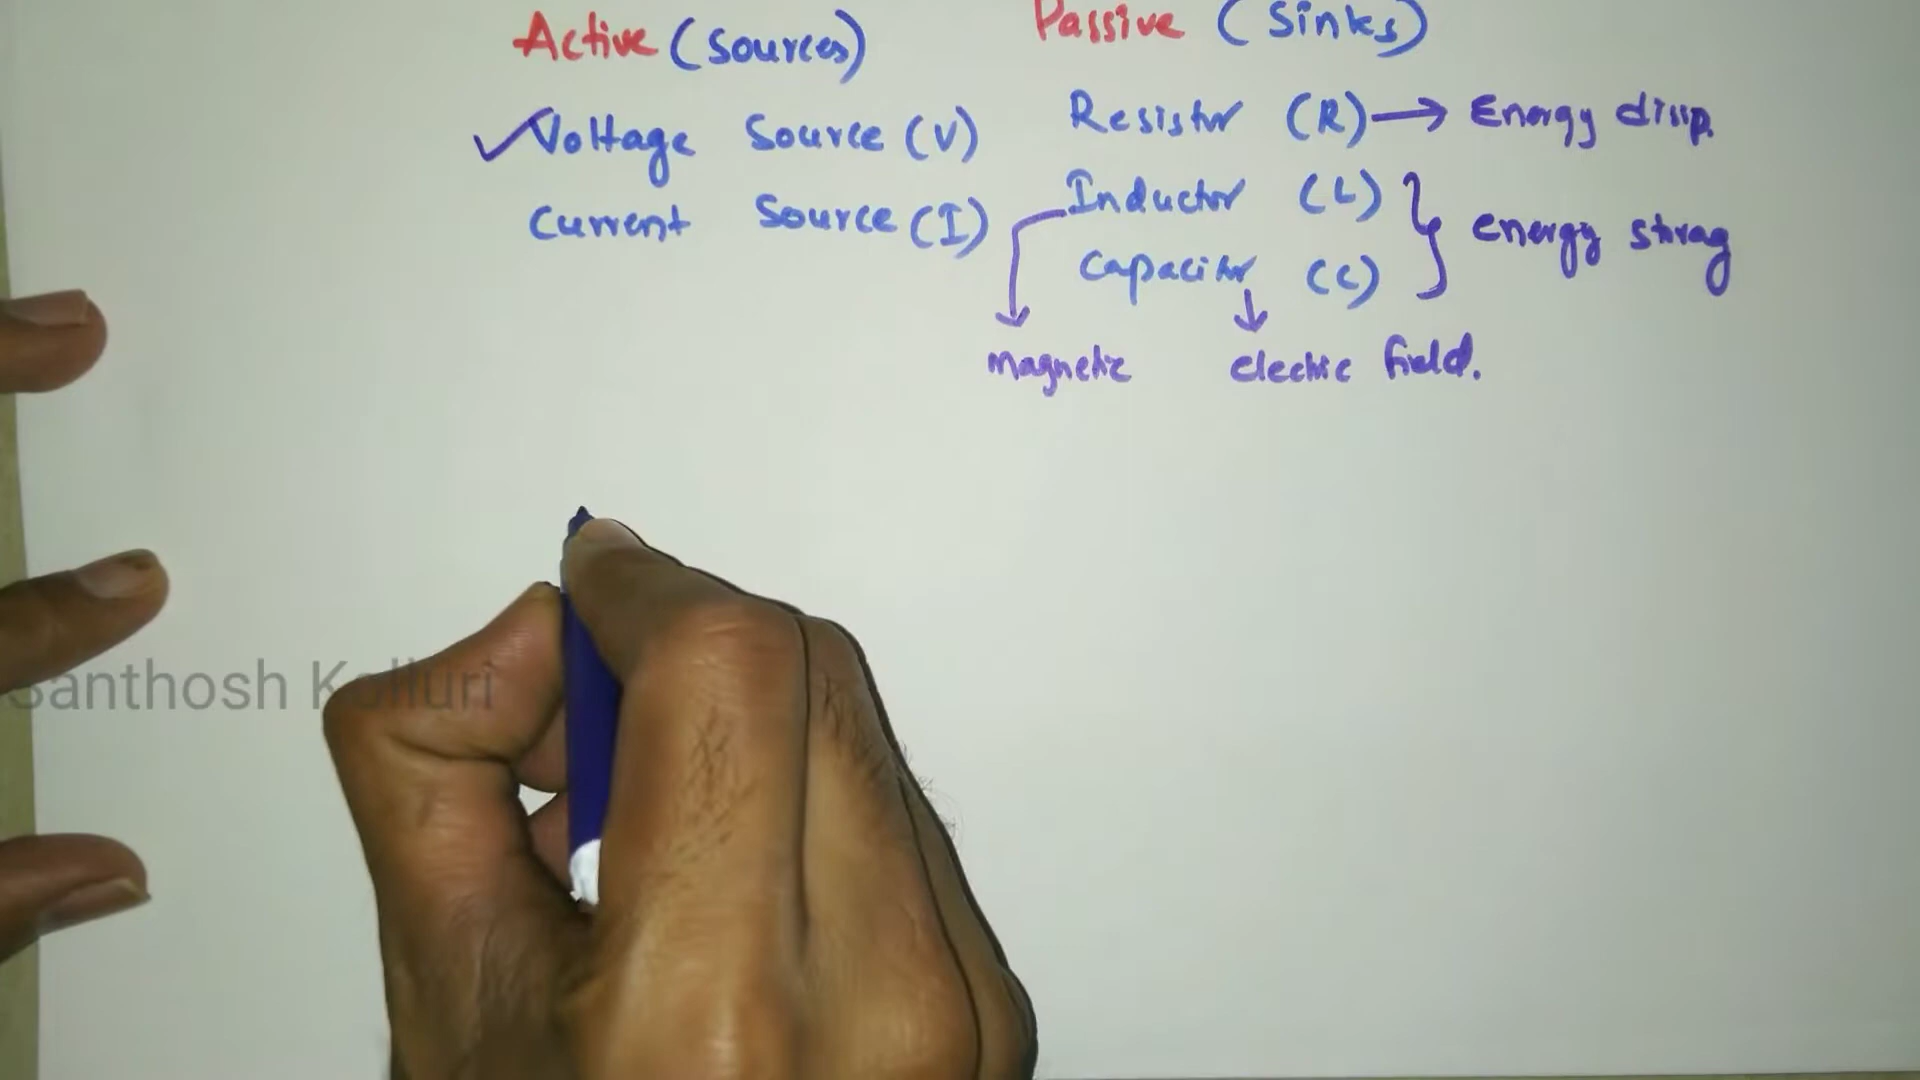 Active (Sources) Passive (Sinks)
Voltage Source (V) Resistor (R) → Energy dissp.
Current Source (I) Inductor (L)
Capacitor (C) energy storag
magnetic electric field.
Santhosh Kolluri